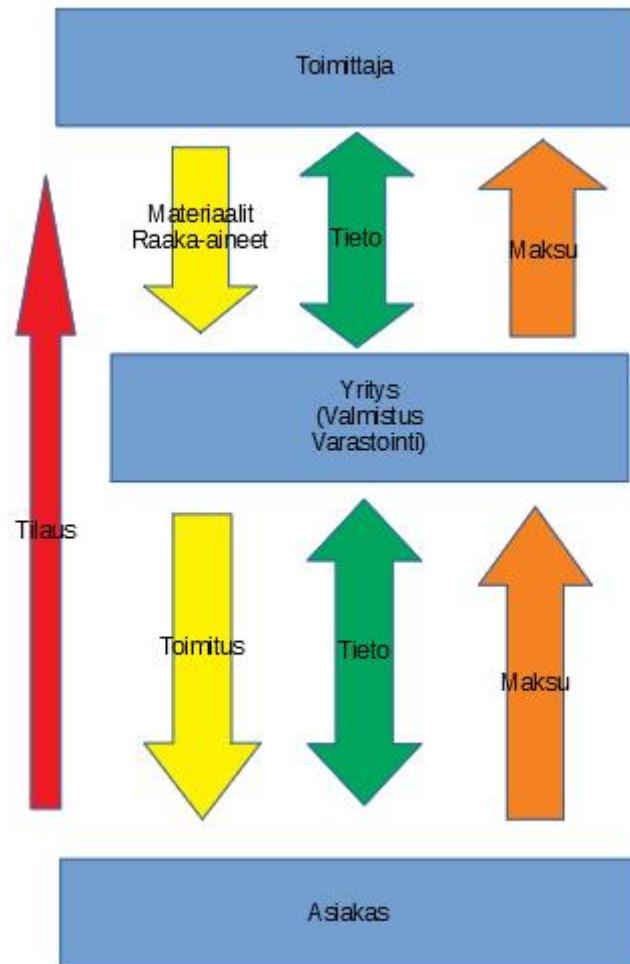 Toimittaja
Materiaalit
Raaka-aineet
Tieto
Maksu
Yritys
(Valmistus
Varastointi)
Tilaus
Toimitus
Tieto
Maksu
Asiakas